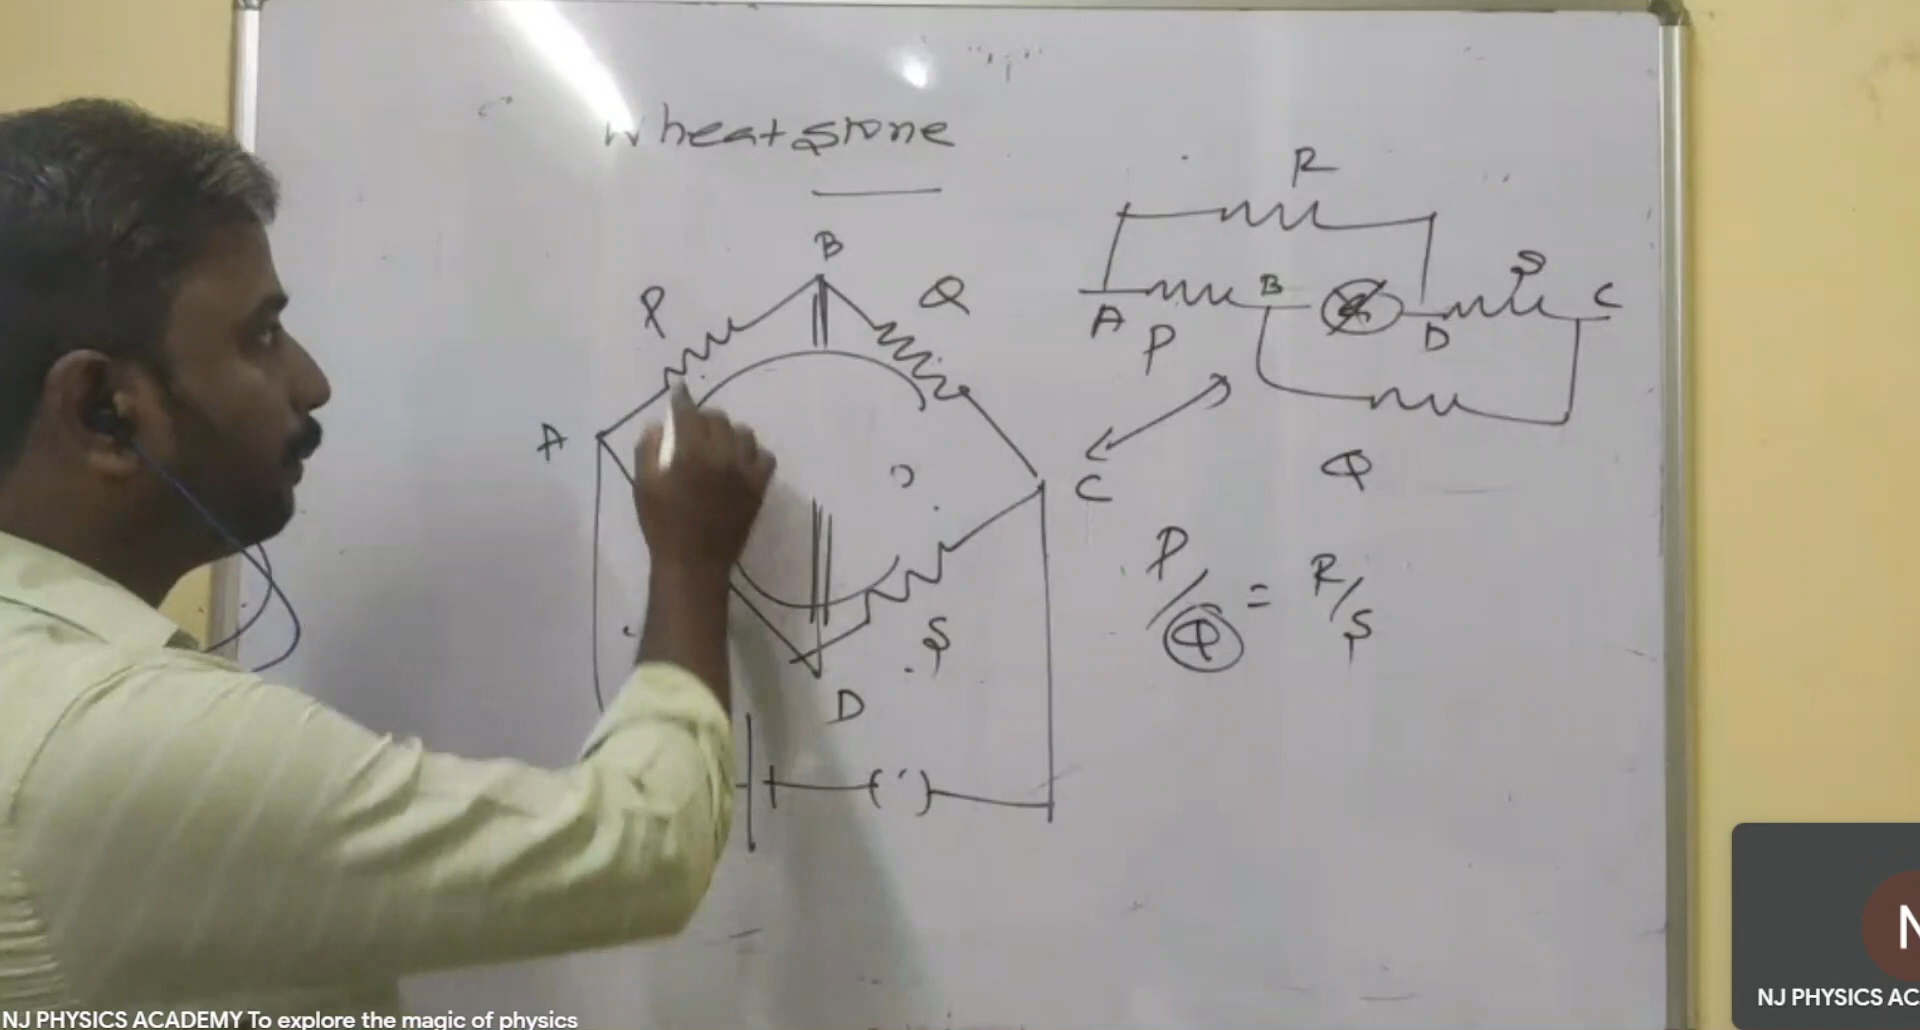 Wheatstone
B
P
Q
A
C
S
D
R
A
P
B
G
D
S
C
Q
P/Q = R/S
NJ PHYSICS ACADEMY To explore the magic of physics
N
NJ PHYSICS AC